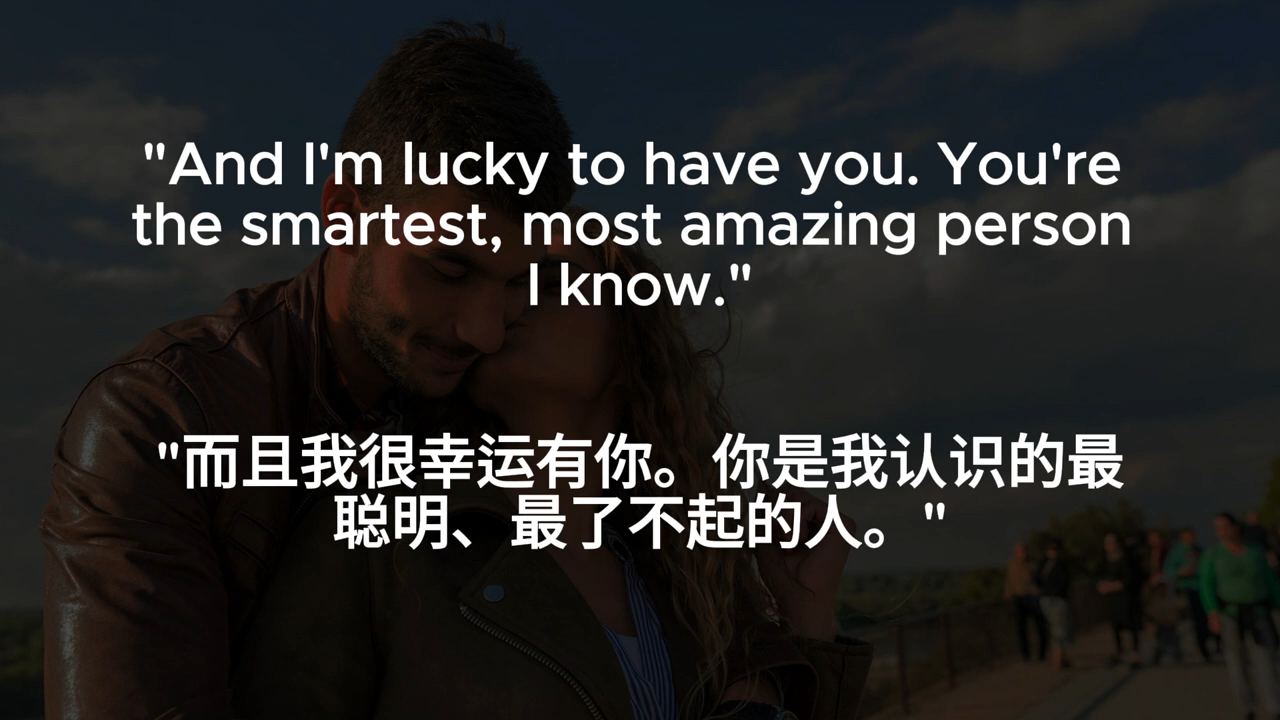 "And I'm lucky to have you. You're
the smartest, most amazing person
I know."
"而且我很幸运有你。你是我认识的最
聪明、最了不起的人。"